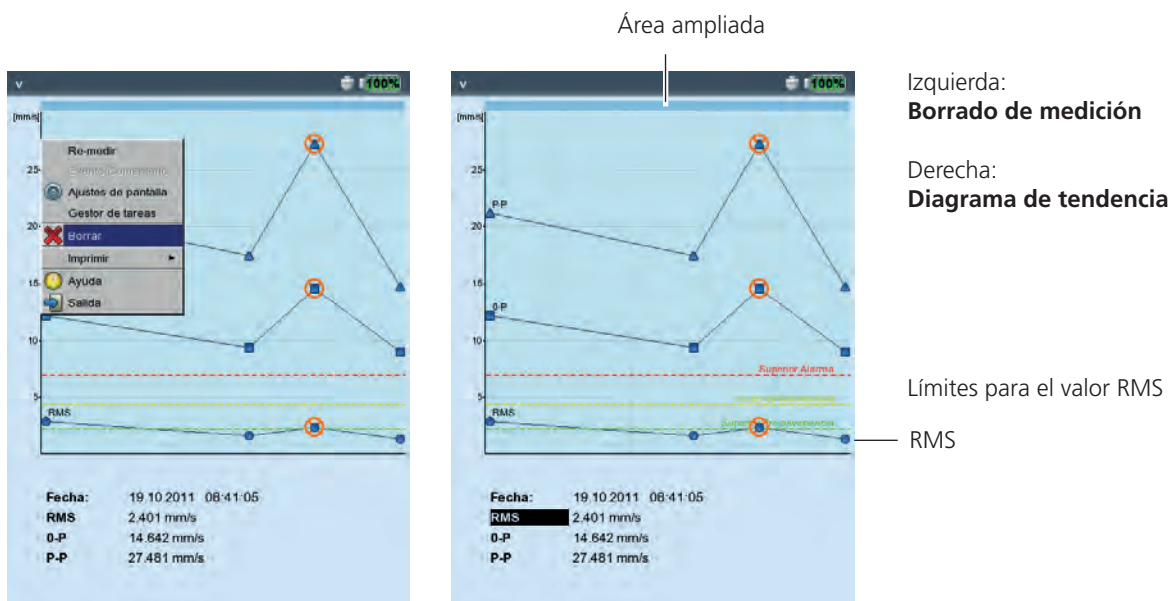 Área ampliada
v
100%
[mm/s]
25
20
15
10
5
Re-medir
Ajustes de pantalla
Gestor de tareas
Borrar
Imprimir
Ayuda
Salida
RMS
Fecha: 19.10.2011 08:41:05
RMS 2.401 mm/s
0-P 14.642 mm/s
P-P 27.481 mm/s
v
100%
[mm/s]
25
20
15
10
5
P-P
0-P
Superior Alarma
RMS
Fecha: 19.10.2011 08:41:05
RMS 2.401 mm/s
0-P 14.642 mm/s
P-P 27.481 mm/s
Izquierda:
Borrado de medición
Derecha:
Diagrama de tendencia
Límites para el valor RMS
RMS